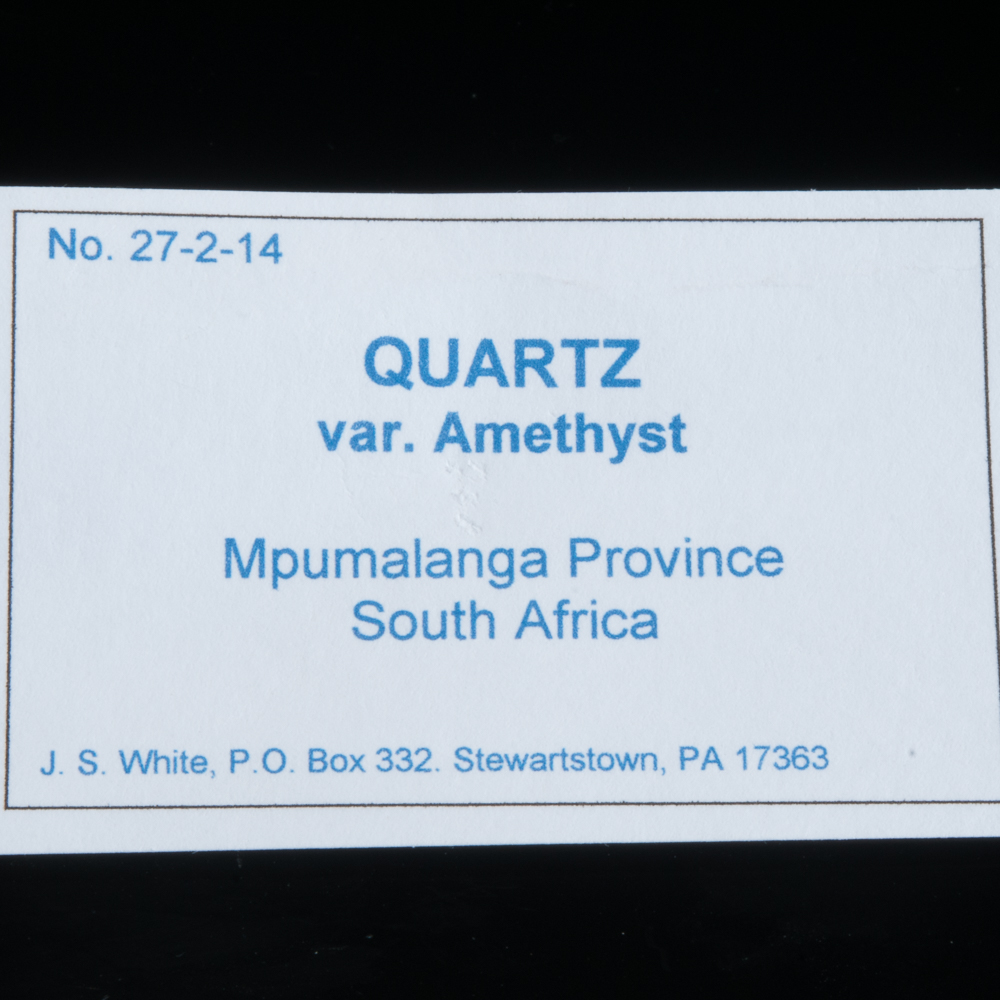 No. 27-2-14
QUARTZ
var. Amethyst
Mpumalanga Province
South Africa
J. S. White, P.O. Box 332. Stewartstown, PA 17363